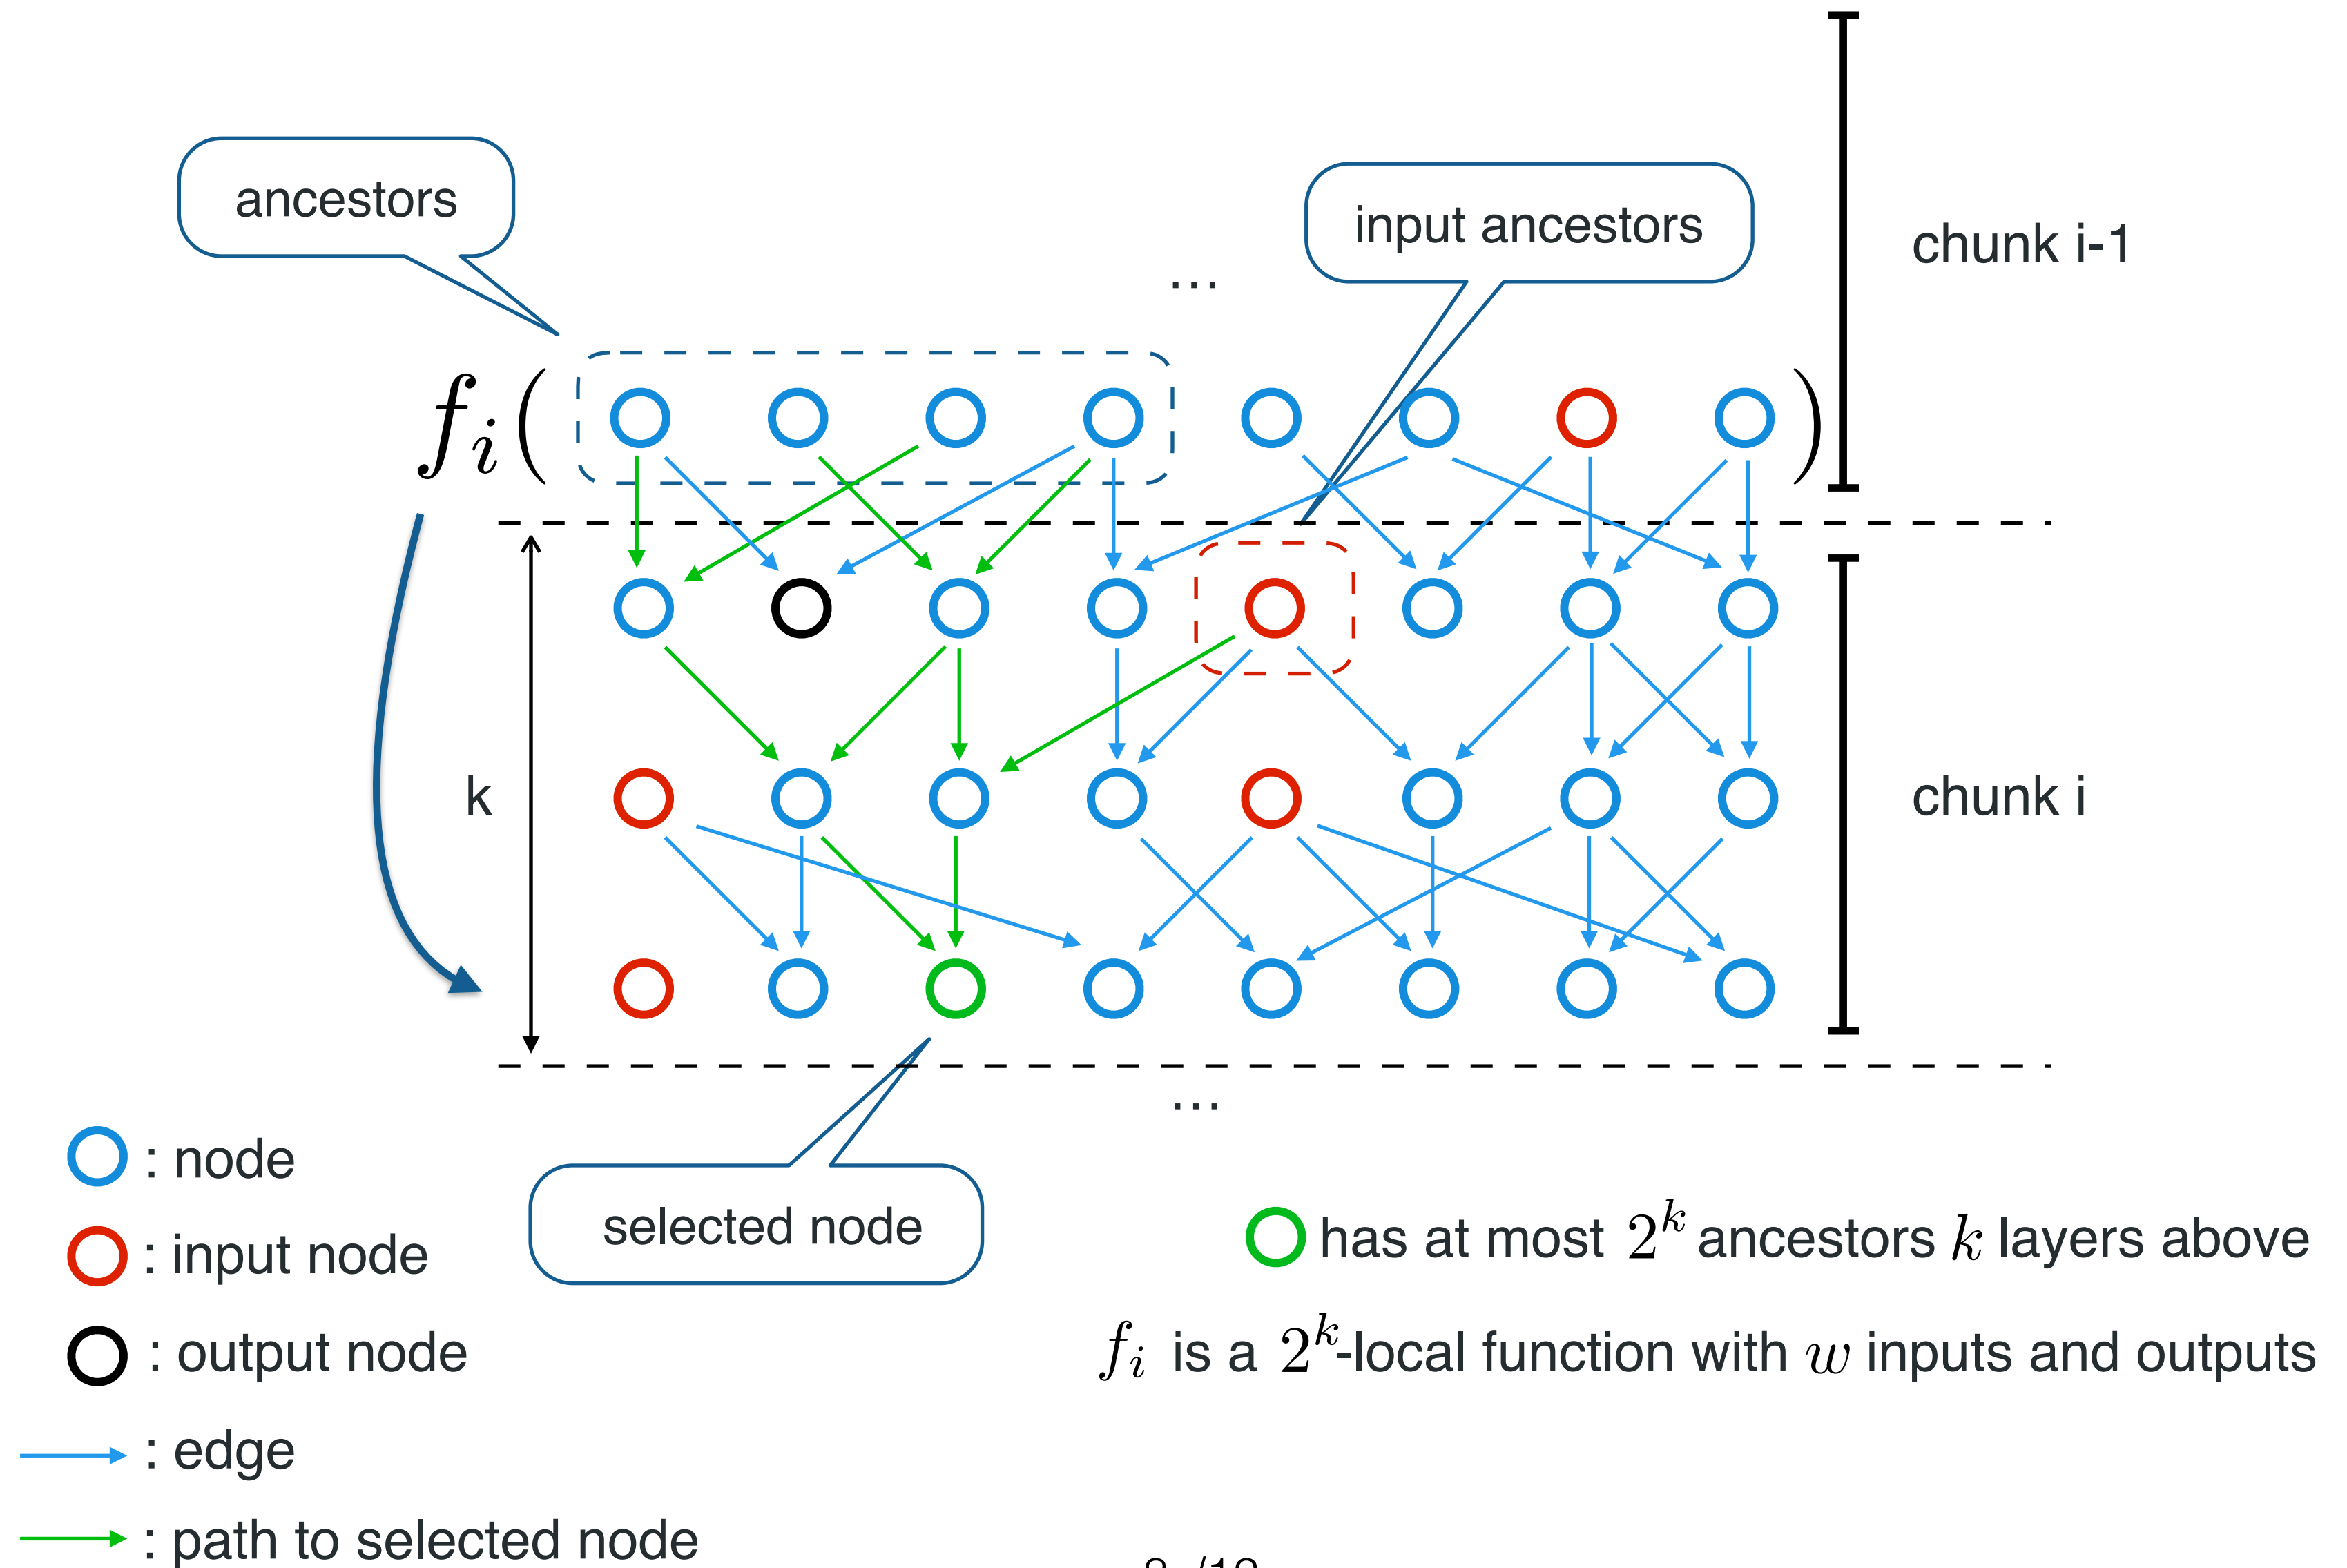 chunk i-1
ancestors
input ancestors
...
f_i(
)
k
chunk i
...
: node
: input node
: output node
: edge
: path to selected node
selected node
has at most 2^k ancestors k layers above
f_i is a 2^k-local function with w inputs and outputs